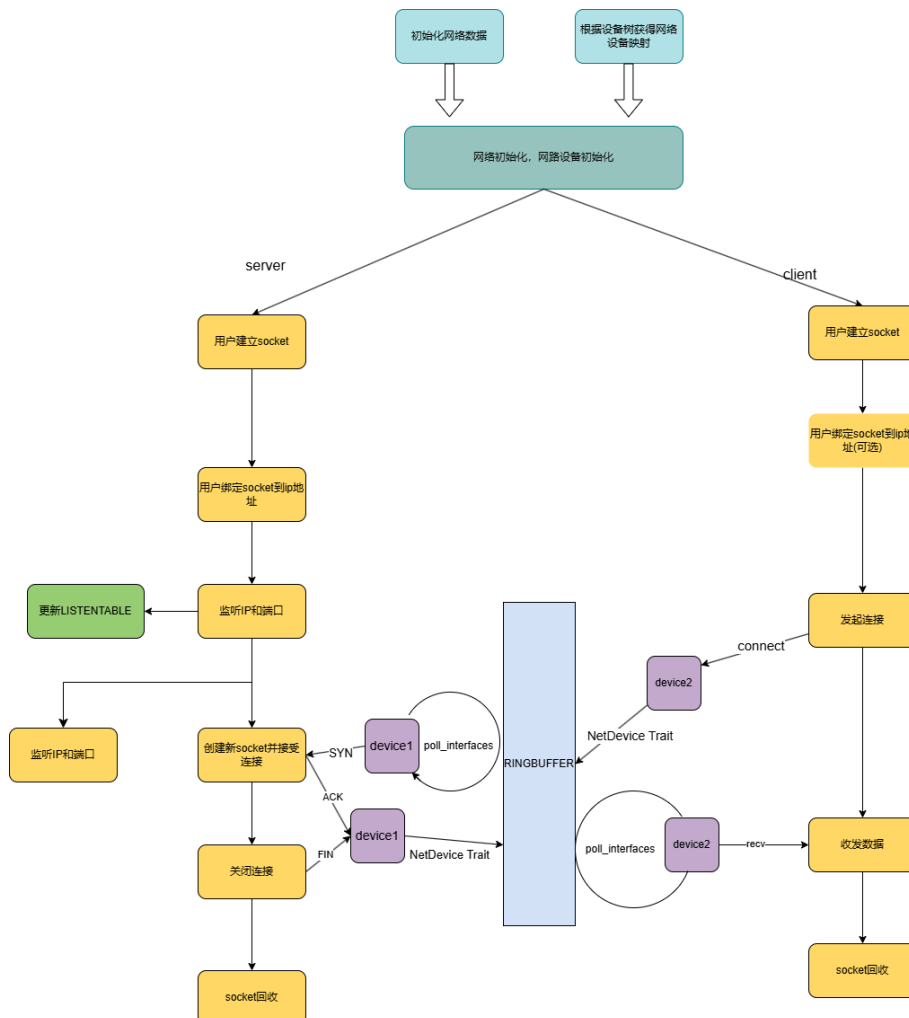 初始化网络数据
根据设备树获得网络
设备映射
网络初始化，网路设备初始化
server
client
用户建立socket
用户建立socket
用户绑定socket到ip地
址(可选)
用户绑定socket到ip地
址
更新LISTENTABLE
监听IP和端口
发起连接
connect
device2
NetDevice Trait
监听IP和端口
创建新socket并接受
连接
SYN
device1
poll_interfaces
RINGBUFFER
ACK
device1
NetDevice Trait
FIN
关闭连接
poll_interfaces
device2
recv
收发数据
socket回收
socket回收